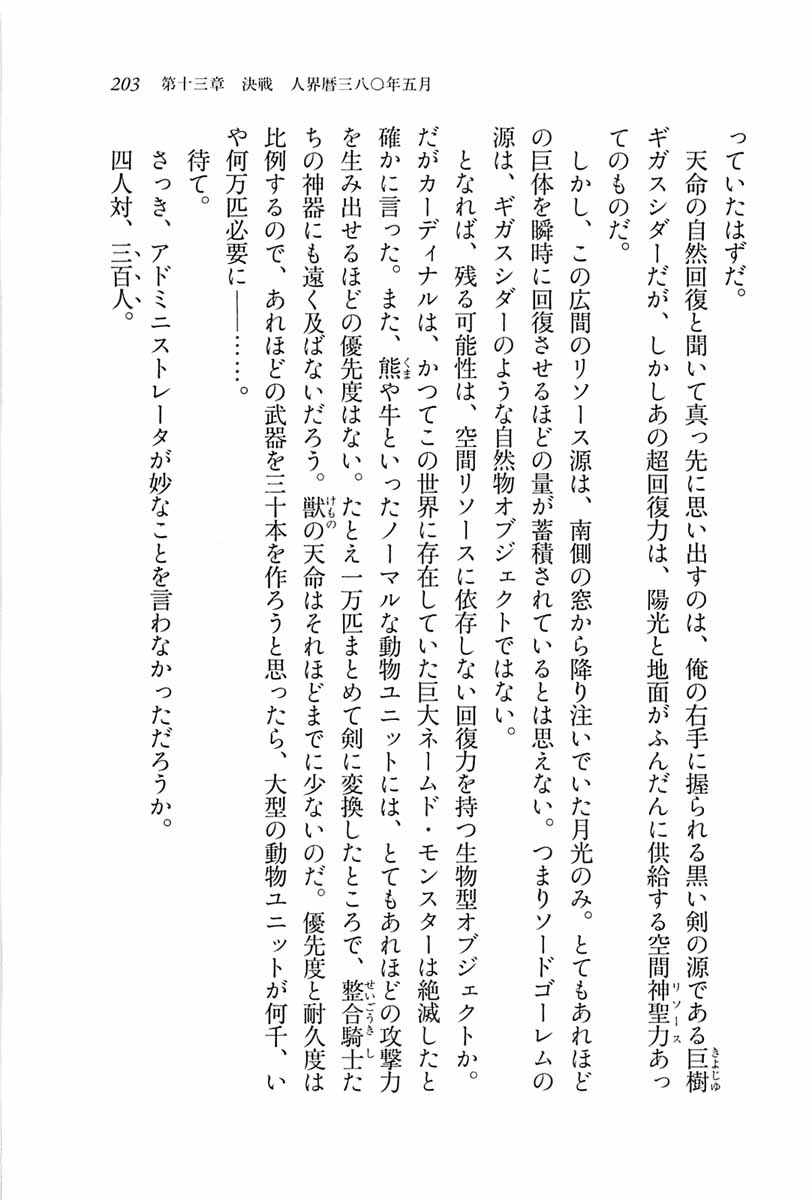 203　第十三章　決戦　人界暦三八〇年五月
っていたはずだ。
　天命の自然回復と聞いて真っ先に思い出すのは、俺の右手に握られる黒い剣の源である巨樹
ギガスシダーだが、しかしあの超回復力は、陽光と地面がふんだんに供給する空間神聖力あっ
てのものだ。
　しかし、この広間のリソース源は、南側の窓から降り注いでいた月光のみ。とてもあれほど
の巨体を瞬時に回復させるほどの量が蓄積されているとは思えない。つまりソードゴーレムの
源は、ギガスシダーのような自然物オブジェクトではない。
　となれば、残る可能性は、空間リソースに依存しない回復力を持つ生物型オブジェクトか。
だがカーディナルは、かつてこの世界に存在していた巨大ネームド・モンスターは絶滅したと
確かに言った。また、熊や牛といったノーマルな動物ユニットには、とてもあれほどの攻撃力
を生み出せるほどの優先度はない。たとえ一万匹まとめて剣に変換したところで、整合騎士た
ちの神器にも遠く及ばないだろう。獣の天命はそれほどまでに少ないのだ。優先度と耐久度は
比例するので、あれほどの武器を三十本を作ろうと思ったら、大型の動物ユニットが何千、い
や何万匹必要に――……。
　待て。
　さっき、アドミニストレータが妙なことを言わなかっただろうか。
　四人対、三百人。